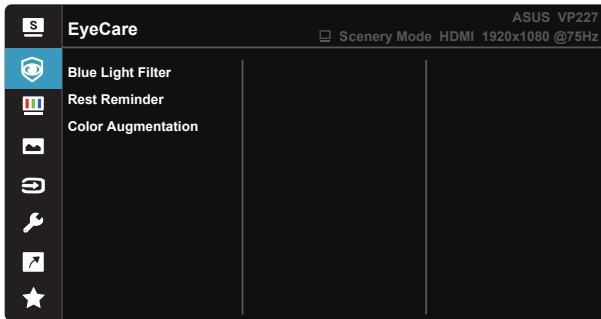 S
EyeCare
ASUS VP227
Scenery Mode HDMI 1920x1080 @75Hz
Blue Light Filter
Rest Reminder
Color Augmentation